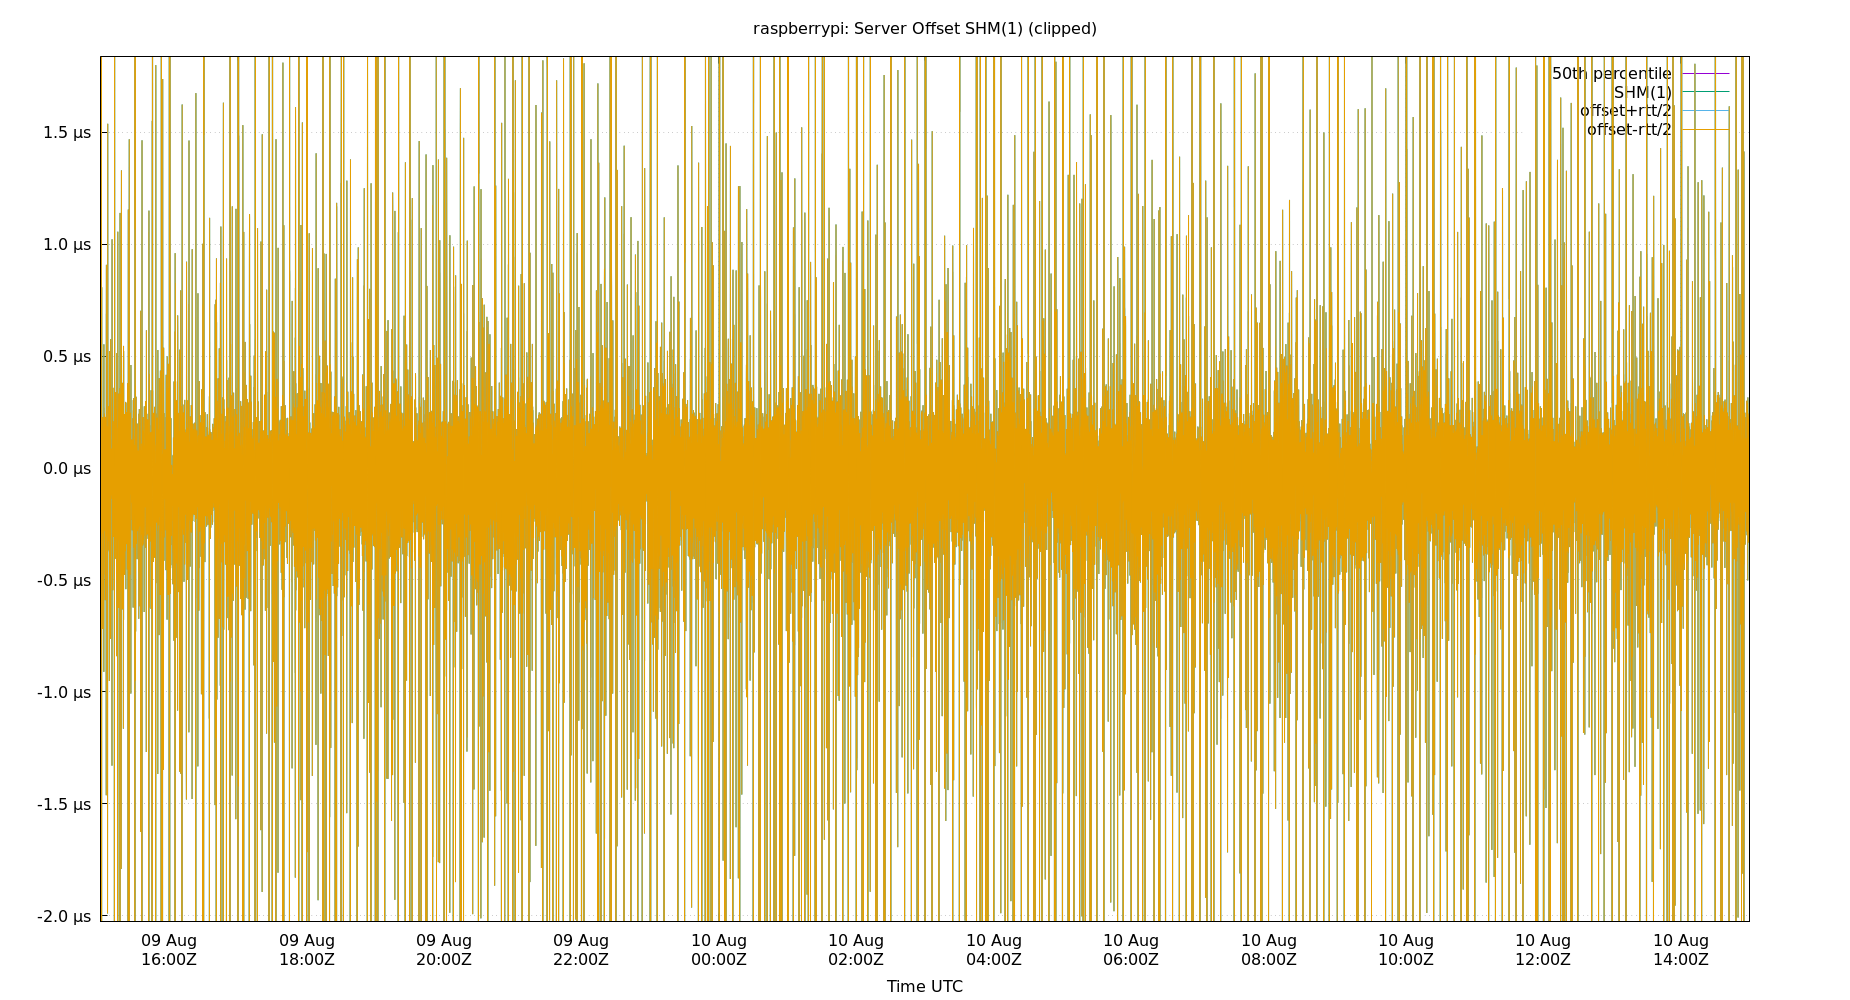 raspberrypi: Server Offset SHM(1) (clipped)
50th percentile
SHM(1)
offset+rtt/2
offset-rtt/2
1.5 µs
1.0 µs
0.5 µs
0.0 µs
-0.5 µs
-1.0 µs
-1.5 µs
-2.0 µs
09 Aug 09 Aug 09 Aug 09 Aug 10 Aug 10 Aug 10 Aug 10 Aug 10 Aug 10 Aug 10 Aug 10 Aug
16:00Z 18:00Z 20:00Z 22:00Z 00:00Z 02:00Z 04:00Z 06:00Z 08:00Z 10:00Z 12:00Z 14:00Z
Time UTC